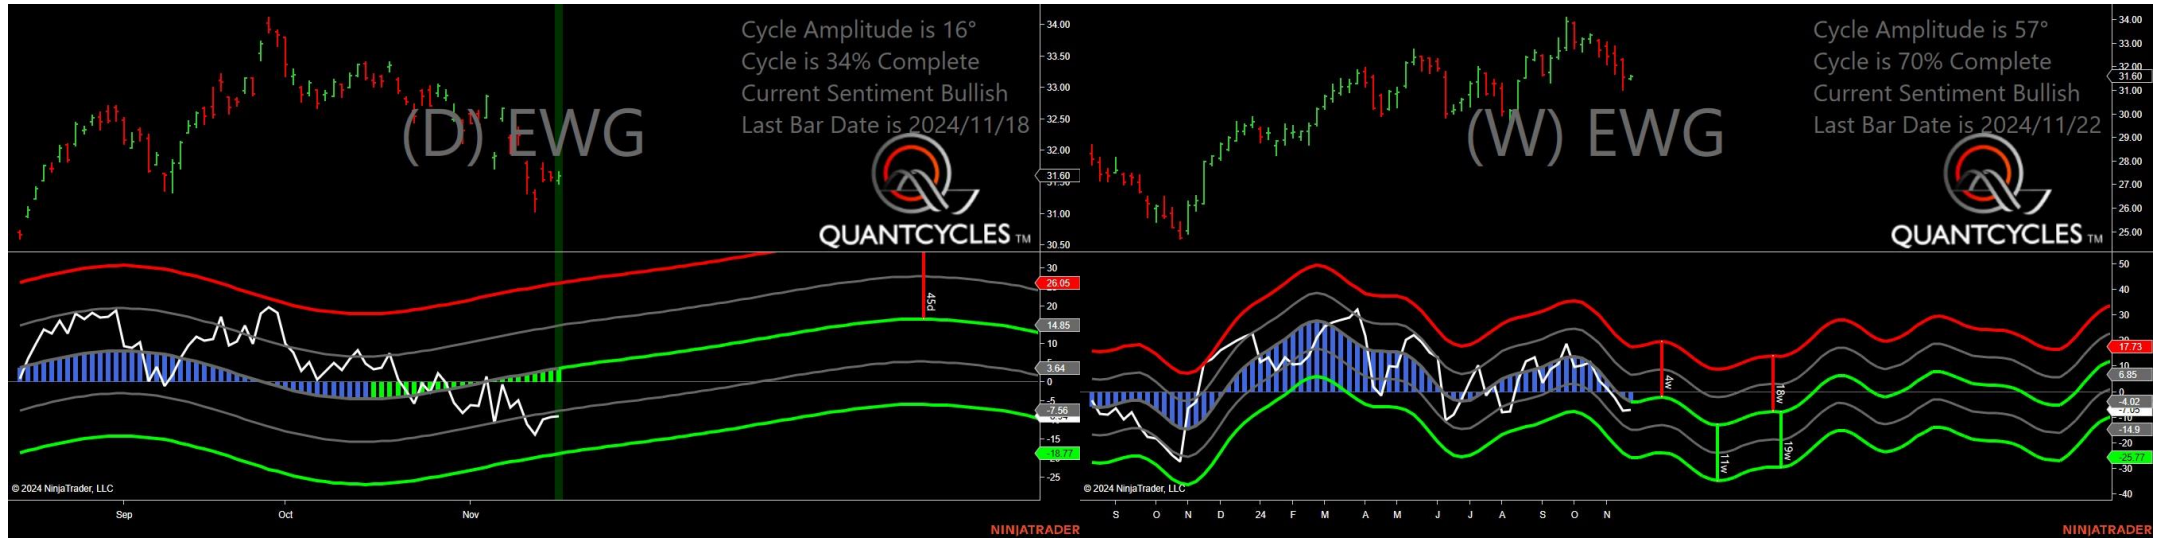 Cycle Amplitude is 16°
Cycle is 34% Complete
Current Sentiment Bullish
Last Bar Date is 2024/11/18
(D) EWG
QUANTCYCLES TM
34.00
33.50
33.00
32.50
32.00
31.60
31.00
30.50
30
26.05
20
14.85
10
5
3.64
0
-5
-7.56
-15
-18.77
-25
45d
© 2024 NinjaTrader, LLC
Sep
Oct
Nov
NINJATRADER
Cycle Amplitude is 57°
Cycle is 70% Complete
Current Sentiment Bullish
Last Bar Date is 2024/11/22
(W) EWG
QUANTCYCLES TM
34.00
33.00
32.00
31.60
31.00
30.00
29.00
28.00
27.00
26.00
25.00
50
40
30
17.73
6.85
0
-4.02
-7.05
-14.9
-20
-25.77
-30
-40
4w
11w
18w
19w
© 2024 NinjaTrader, LLC
S O N D 24 F M A M J J A S O N
NINJATRADER